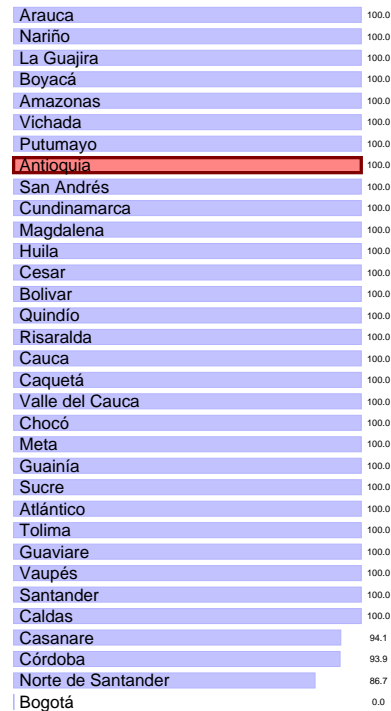 Arauca 100.0
Nariño 100.0
La Guajira 100.0
Boyacá 100.0
Amazonas 100.0
Vichada 100.0
Putumayo 100.0
Antioquia 100.0
San Andrés 100.0
Cundinamarca 100.0
Magdalena 100.0
Huila 100.0
Cesar 100.0
Bolivar 100.0
Quindío 100.0
Risaralda 100.0
Cauca 100.0
Caquetá 100.0
Valle del Cauca 100.0
Chocó 100.0
Meta 100.0
Guainía 100.0
Sucre 100.0
Atlántico 100.0
Tolima 100.0
Guaviare 100.0
Vaupés 100.0
Santander 100.0
Caldas 100.0
Casanare 94.1
Córdoba 93.9
Norte de Santander 86.7
Bogotá 0.0